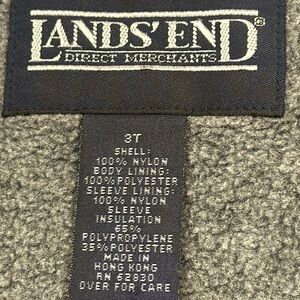 LANDS' END®
DIRECT MERCHANTS
3T
SHELL:
100% NYLON
BODY LINING:
100% POLYESTER
SLEEVE LINING:
100% NYLON
SLEEVE
INSULATION
65%
POLYPROPYLENE
35% POLYESTER
MADE IN
HONG KONG
RN 62830
OVER FOR CARE